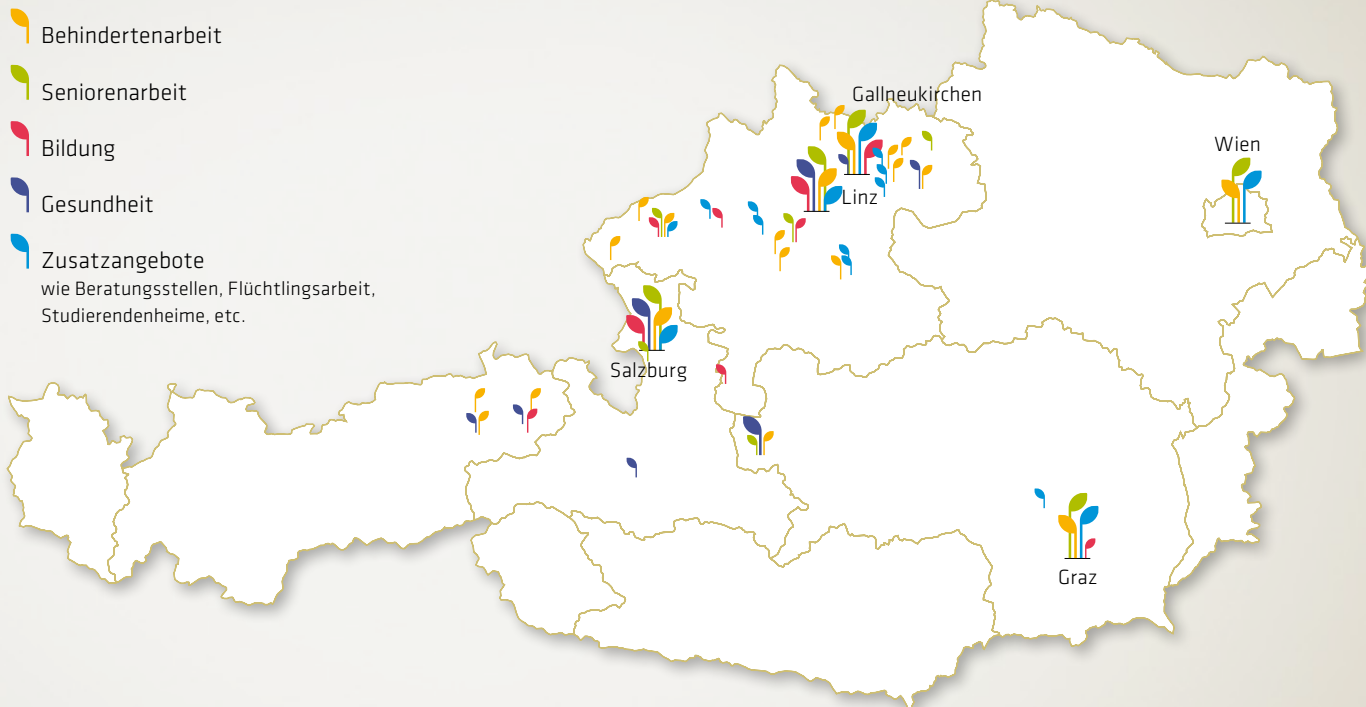 Behindertenarbeit
Seniorenarbeit
Bildung
Gesundheit
Zusatzangebote
wie Beratungsstellen, Flüchtlingsarbeit,
Studierendenheime, etc.
Gallneukirchen
Wien
Linz
Salzburg
Graz